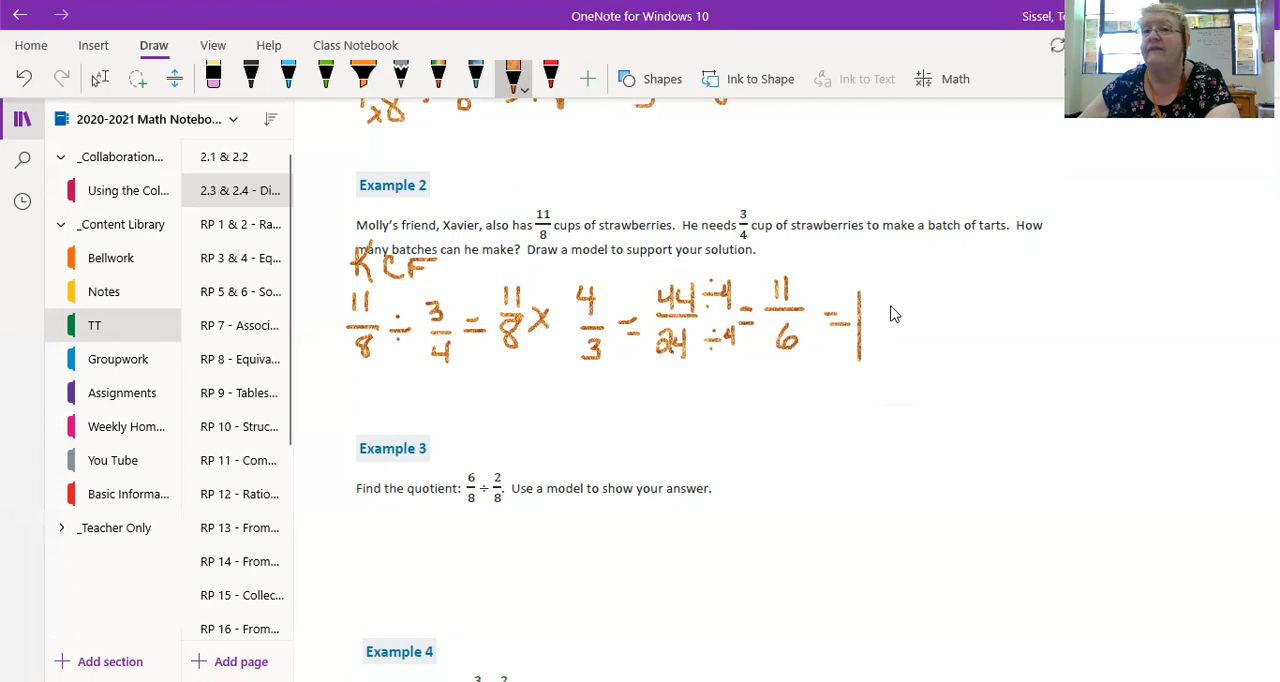 OneNote for Windows 10
Sissel, Te
Home Insert Draw View Help Class Notebook
Shapes Ink to Shape Ink to Text Math
2020-2021 Math Notebo...
_Collaboration...
Using the Col...
_Content Library
Bellwork
Notes
TT
Groupwork
Assignments
Weekly Hom...
You Tube
Basic Informa...
_Teacher Only
Add section
2.1 & 2.2
2.3 & 2.4 - Di...
RP 1 & 2 - Ra...
RP 3 & 4 - Eq...
RP 5 & 6 - So...
RP 7 - Associ...
RP 8 - Equiva...
RP 9 - Tables...
RP 10 - Struc...
RP 11 - Com...
RP 12 - Ratio...
RP 13 - From...
RP 14 - From...
RP 15 - Collec...
RP 16 - From...
Add page
Example 2
Molly's friend, Xavier, also has 11/8 cups of strawberries. He needs 3/4 cup of strawberries to make a batch of tarts. How
many batches can he make? Draw a model to support your solution.
KCF
11/8 ÷ 3/4 = 11/8 × 4/3 = 44/24 ÷4/÷4 = 11/6 = 1
Example 3
Find the quotient: 6/8 ÷ 2/8. Use a model to show your answer.
Example 4